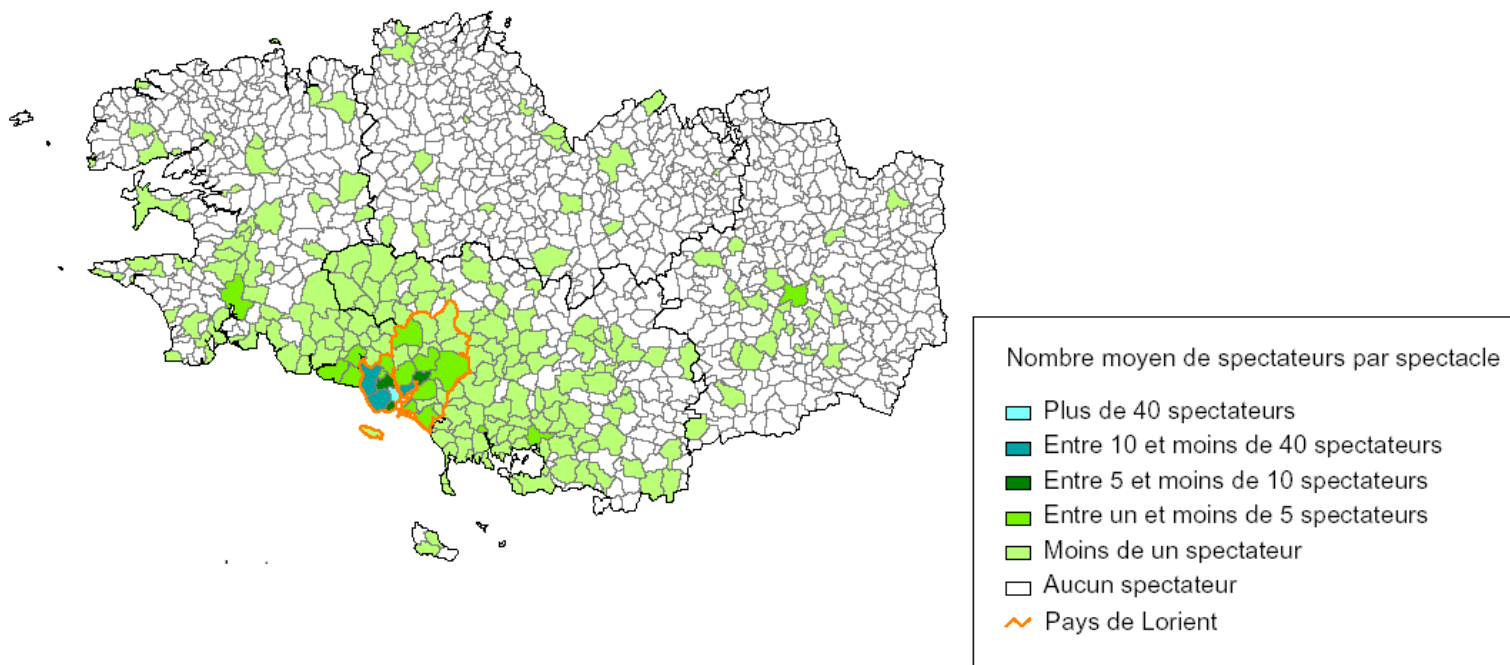 Nombre moyen de spectateurs par spectacle
Plus de 40 spectateurs
Entre 10 et moins de 40 spectateurs
Entre 5 et moins de 10 spectateurs
Entre un et moins de 5 spectateurs
Moins de un spectateur
Aucun spectateur
Pays de Lorient